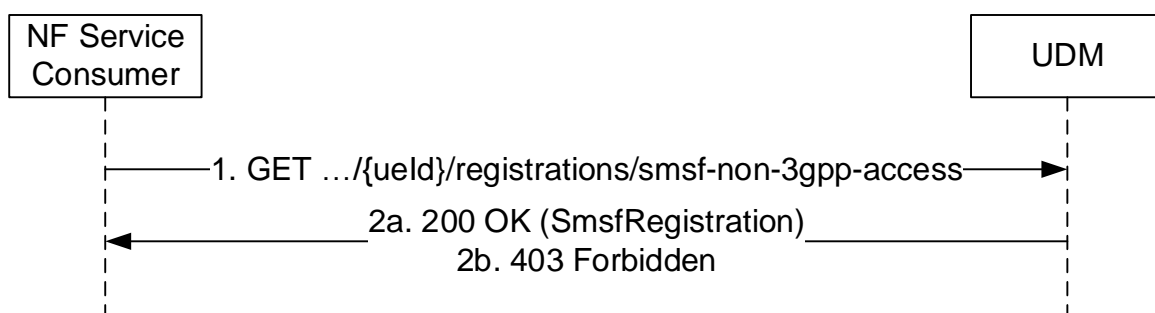 NF Service
Consumer
UDM
1. GET …/{ueId}/registrations/smsf-non-3gpp-access
2a. 200 OK (SmsfRegistration)
2b. 403 Forbidden